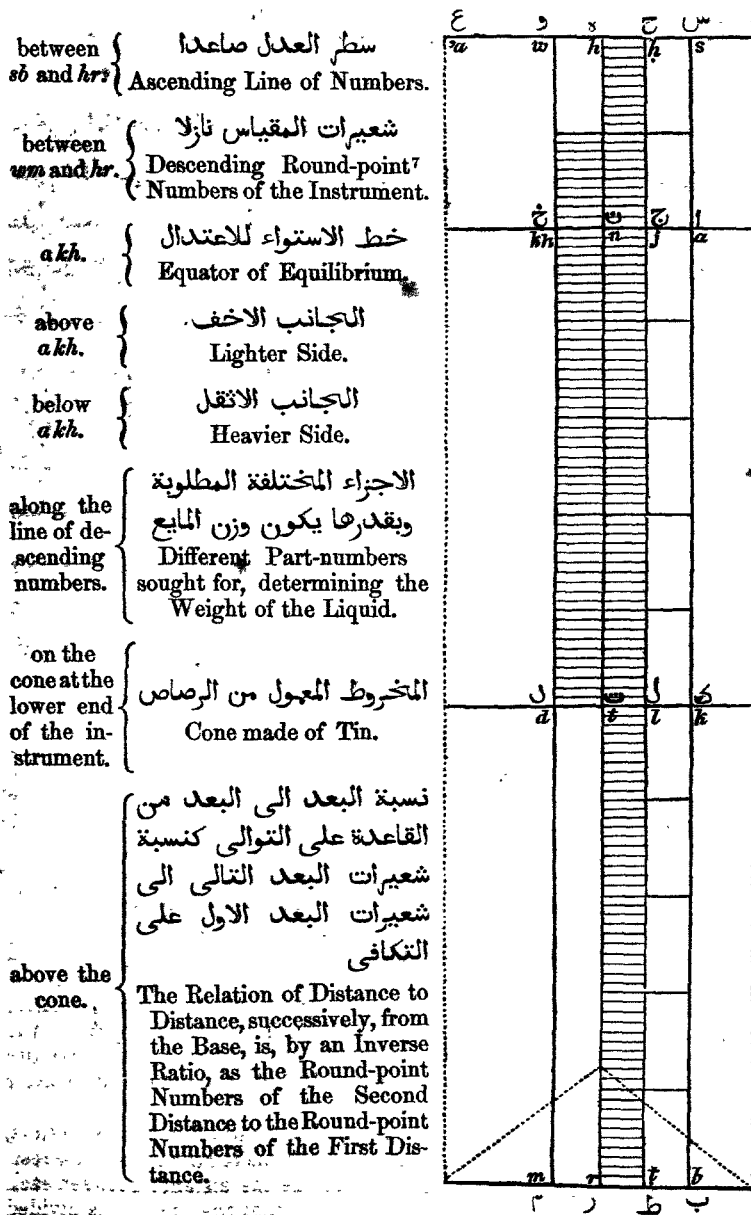 between
sb and hr:
سطر العدل صاعدا
Ascending Line of Numbers.
between
wm and hr.
شعيرات المقياس نازلا
Descending Round-point⁷
Numbers of the Instrument.
akh.
خط الاستواء للاعتدال
Equator of Equilibrium.
above
akh.
الجانب الاخف
Lighter Side.
below
akh.
الجانب الاثقل
Heavier Side.
along the
line of de-
scending
numbers.
الاجزاء المختلفة المطلوبة
وبقدرها يكون وزن المايع
Different Part-numbers
sought for, determining the
Weight of the Liquid.
on the
cone at the
lower end
of the in-
strument.
المخروط المعمول من الرصاص
Cone made of Tin.
above the
cone.
نسبة البعد الى البعد من
القاعدة على التوالى كنسبة
شعيرات البعد التالى الى
شعيرات البعد الاول على
التكافى
The Relation of Distance to
Distance, successively, from
the Base, is, by an Inverse
Ratio, as the Round-point
Numbers of the Second
Distance to the Round-point
Numbers of the First Dis-
tance.
ع و ه ح س
'a w h ḥ s
خ ج ا
kh n j a
ل ك
d t l k
m r ṭ b
م ر ط ب